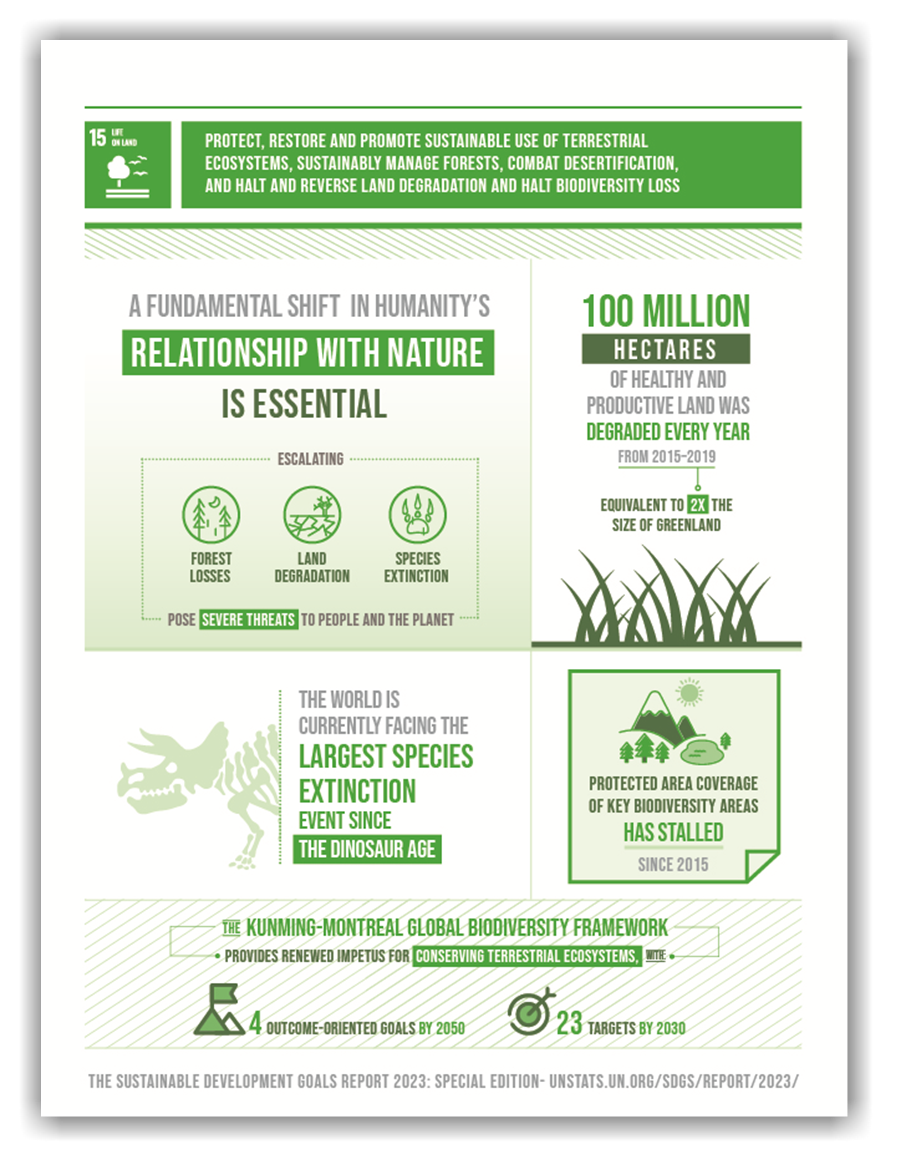 15 LIFE
ON LAND
PROTECT, RESTORE AND PROMOTE SUSTAINABLE USE OF TERRESTRIAL
ECOSYSTEMS, SUSTAINABLY MANAGE FORESTS, COMBAT DESERTIFICATION,
AND HALT AND REVERSE LAND DEGRADATION AND HALT BIODIVERSITY LOSS
A FUNDAMENTAL SHIFT IN HUMANITY'S
RELATIONSHIP WITH NATURE
IS ESSENTIAL
ESCALATING
FOREST
LOSSES
LAND
DEGRADATION
SPECIES
EXTINCTION
POSE SEVERE THREATS TO PEOPLE AND THE PLANET
100 MILLION
HECTARES
OF HEALTHY AND
PRODUCTIVE LAND WAS
DEGRADED EVERY YEAR
FROM 2015-2019
EQUIVALENT TO 2X THE
SIZE OF GREENLAND
THE WORLD IS
CURRENTLY FACING THE
LARGEST SPECIES
EXTINCTION
EVENT SINCE
THE DINOSAUR AGE
PROTECTED AREA COVERAGE
OF KEY BIODIVERSITY AREAS
HAS STALLED
SINCE 2015
THE KUNMING-MONTREAL GLOBAL BIODIVERSITY FRAMEWORK
PROVIDES RENEWED IMPETUS FOR CONSERVING TERRESTRIAL ECOSYSTEMS, WITH:
4 OUTCOME-ORIENTED GOALS BY 2050
23 TARGETS BY 2030
THE SUSTAINABLE DEVELOPMENT GOALS REPORT 2023: SPECIAL EDITION- UNSTATS.UN.ORG/SDGS/REPORT/2023/